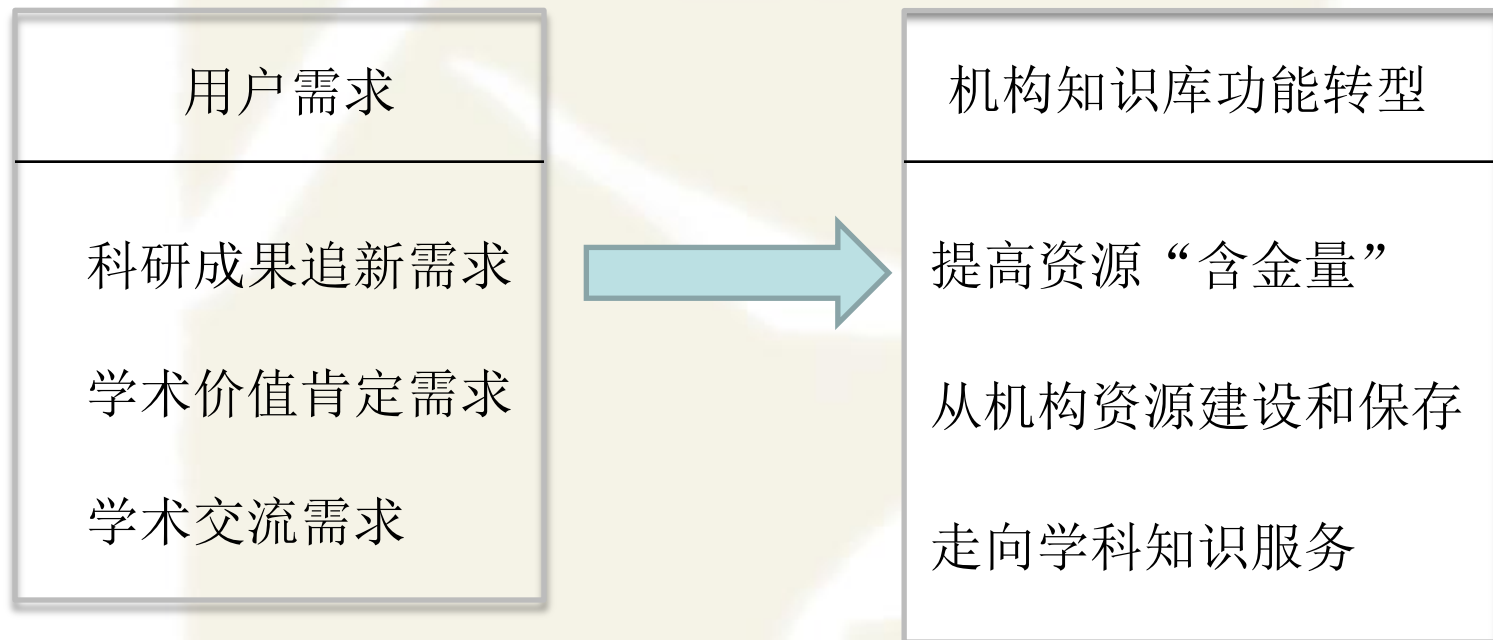 用户需求
科研成果追新需求
学术价值肯定需求
学术交流需求
机构知识库功能转型
提高资源“含金量”
从机构资源建设和保存
走向学科知识服务